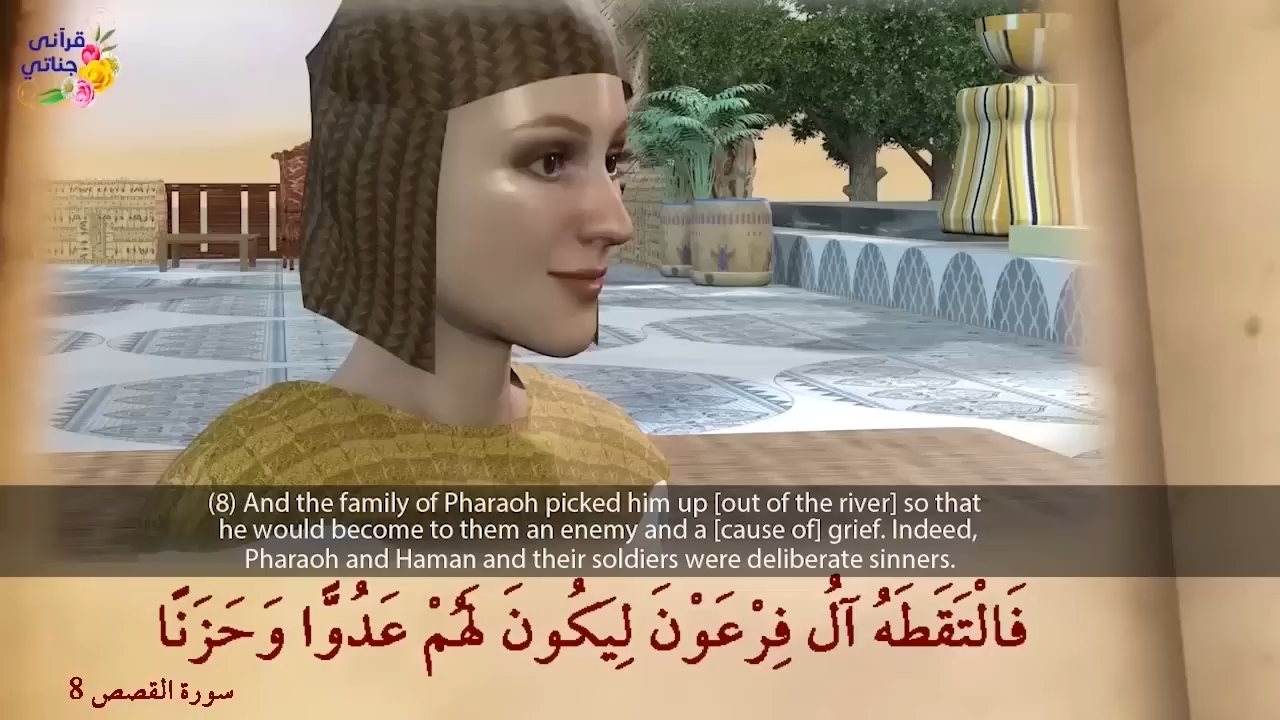 قرآنى
جناتي
(8) And the family of Pharaoh picked him up [out of the river] so that
he would become to them an enemy and a [cause of] grief. Indeed,
Pharaoh and Haman and their soldiers were deliberate sinners.
فَالْتَقَطَهُ آلُ فِرْعَوْنَ لِيَكُونَ لَهُمْ عَدُوًّا وَحَزَنًا
سورة القصص 8